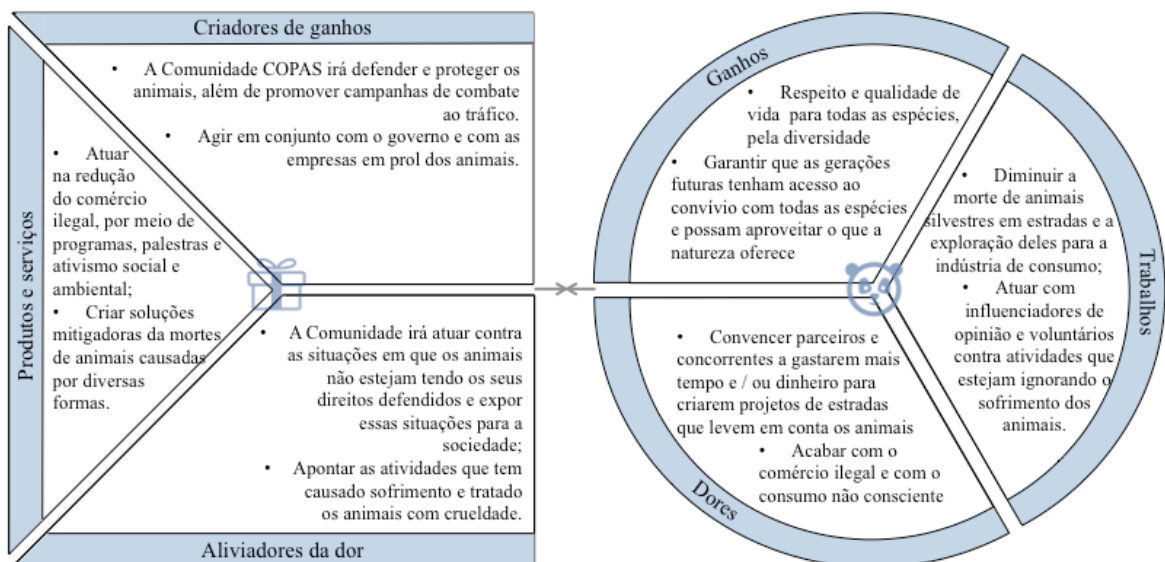 Criadores de ganhos
• A Comunidade COPAS irá defender e proteger os
animais, além de promover campanhas de combate
ao tráfico.
• Agir em conjunto com o governo e com as
empresas em prol dos animais.
Produtos e serviços
• Atuar
na redução
do comércio
ilegal, por meio de
programas, palestras e
ativismo social e
ambiental;
• Criar soluções
mitigadoras da mortes
de animais causadas
por diversas
formas.
• A Comunidade irá atuar contra
as situações em que os animais
não estejam tendo os seus
direitos defendidos e expor
essas situações para a
sociedade;
• Apontar as atividades que tem
causado sofrimento e tratado
os animais com crueldade.
Aliviadores da dor
Ganhos
• Respeito e qualidade de
vida para todas as espécies,
pela diversidade
• Garantir que as gerações
futuras tenham acesso ao
convívio com todas as espécies
e possam aproveitar o que a
natureza oferece
• Diminuir a
morte de animais
silvestres em estradas e a
exploração deles para a
indústria de consumo;
• Atuar com
influenciadores de
opinião e voluntários
contra atividades que
estejam ignorando o
sofrimento dos
animais.
Trabalhos
• Convencer parceiros e
concorrentes a gastarem mais
tempo e / ou dinheiro para
criarem projetos de estradas
que levem em conta os animais
• Acabar com o
comércio ilegal e com o
consumo não consciente
Dores